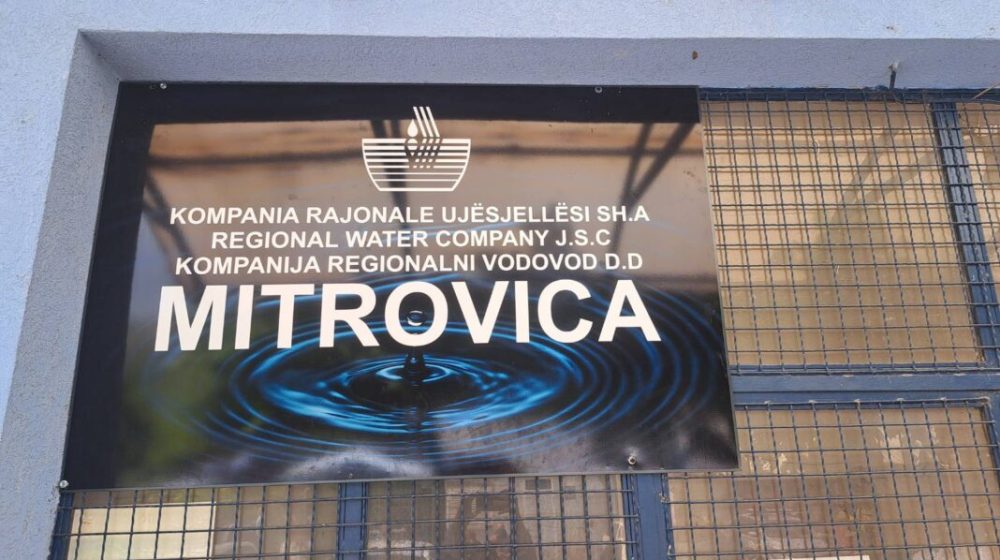 KOMPANIA RAJONALE UJËSJELLËSI SH.A
REGIONAL WATER COMPANY J.S.C
KOMPANIJA REGIONALNI VODOVOD D.D
MITROVICA